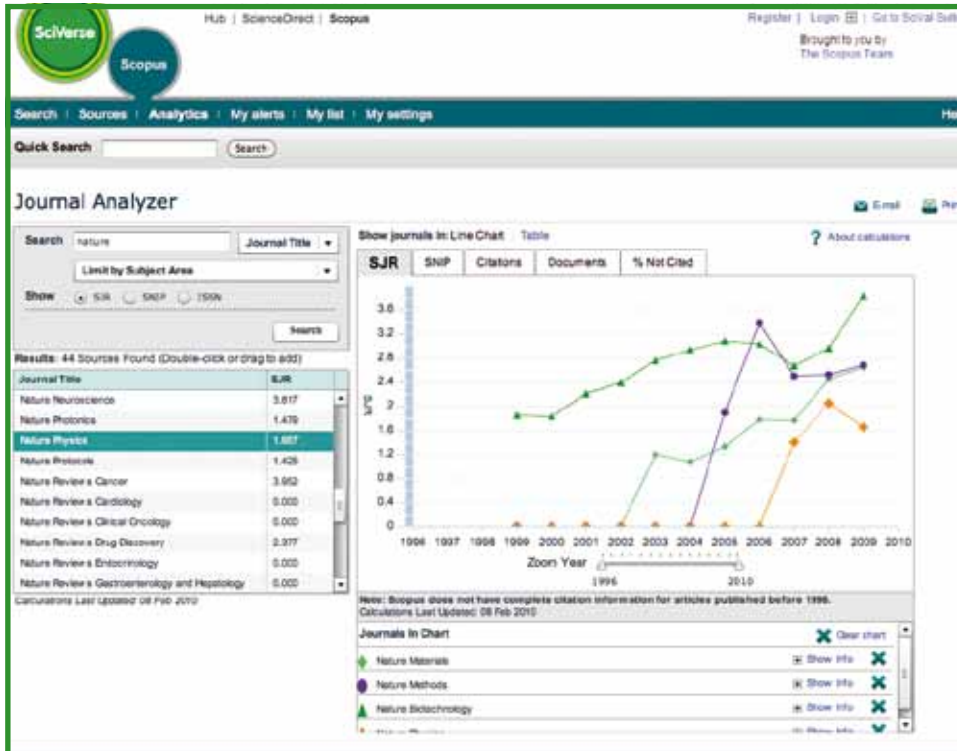 SciVerse
Scopus
Hub | ScienceDirect | Scopus
Register | Login | Go to SciVal Suite
Brought to you by
The Scopus Team
Search | Sources | Analytics | My alerts | My list | My settings
Quick Search Search
Journal Analyzer
E-mail
Search nature Journal Title
Limit by Subject Area
Show SJR SNIP ISSN
Search
Results: 44 Sources Found (Double-click or drag to add)
Journal Title SJR
Nature Neuroscience 3.817
Nature Photonics 1.479
Nature Physics
Nature Protocols 1.428
Nature Reviews Cancer 3.952
Nature Reviews Cardiology 0.000
Nature Reviews Clinical Oncology 0.000
Nature Reviews Drug Discovery 2.377
Nature Reviews Endocrinology 0.000
Nature Reviews Gastroenterology and Hepatology 0.000
Calculations Last Updated: 08 Feb 2010
Show journals in: Line Chart Table
? About calculations
SJR SNIP Citations Documents % Not Cited
3.6
3.2
2.8
2.4
2
1.6
1.2
0.8
0.4
0
SJR
1996 1997 1998 1999 2000 2001 2002 2003 2004 2005 2006 2007 2008 2009 2010
Zoom Year
1996 2010
Note: Scopus does not have complete citation information for articles published before 1996.
Calculations Last Updated: 08 Feb 2010
Journals in Chart Clear chart
Nature Materials Show Info
Nature Methods Show Info
Nature Biotechnology Show Info